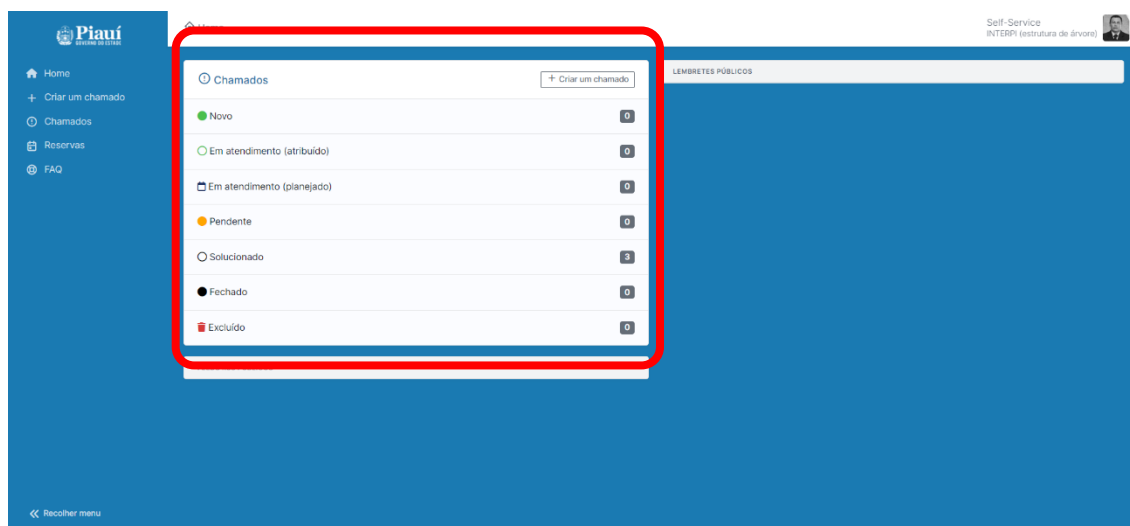 Piauí
GOVERNO DO ESTADO
Home
Criar um chamado
Chamados
Reservas
FAQ
Recolher menu
Home
Self-Service
INTERPI (estrutura de árvora)
Chamados
+ Criar um chamado
Novo 0
Em atendimento (atribuído) 0
Em atendimento (planejado) 0
Pendente 0
Solucionado 3
Fechado 0
Excluído 0
LEMBRETES PÚBLICOS